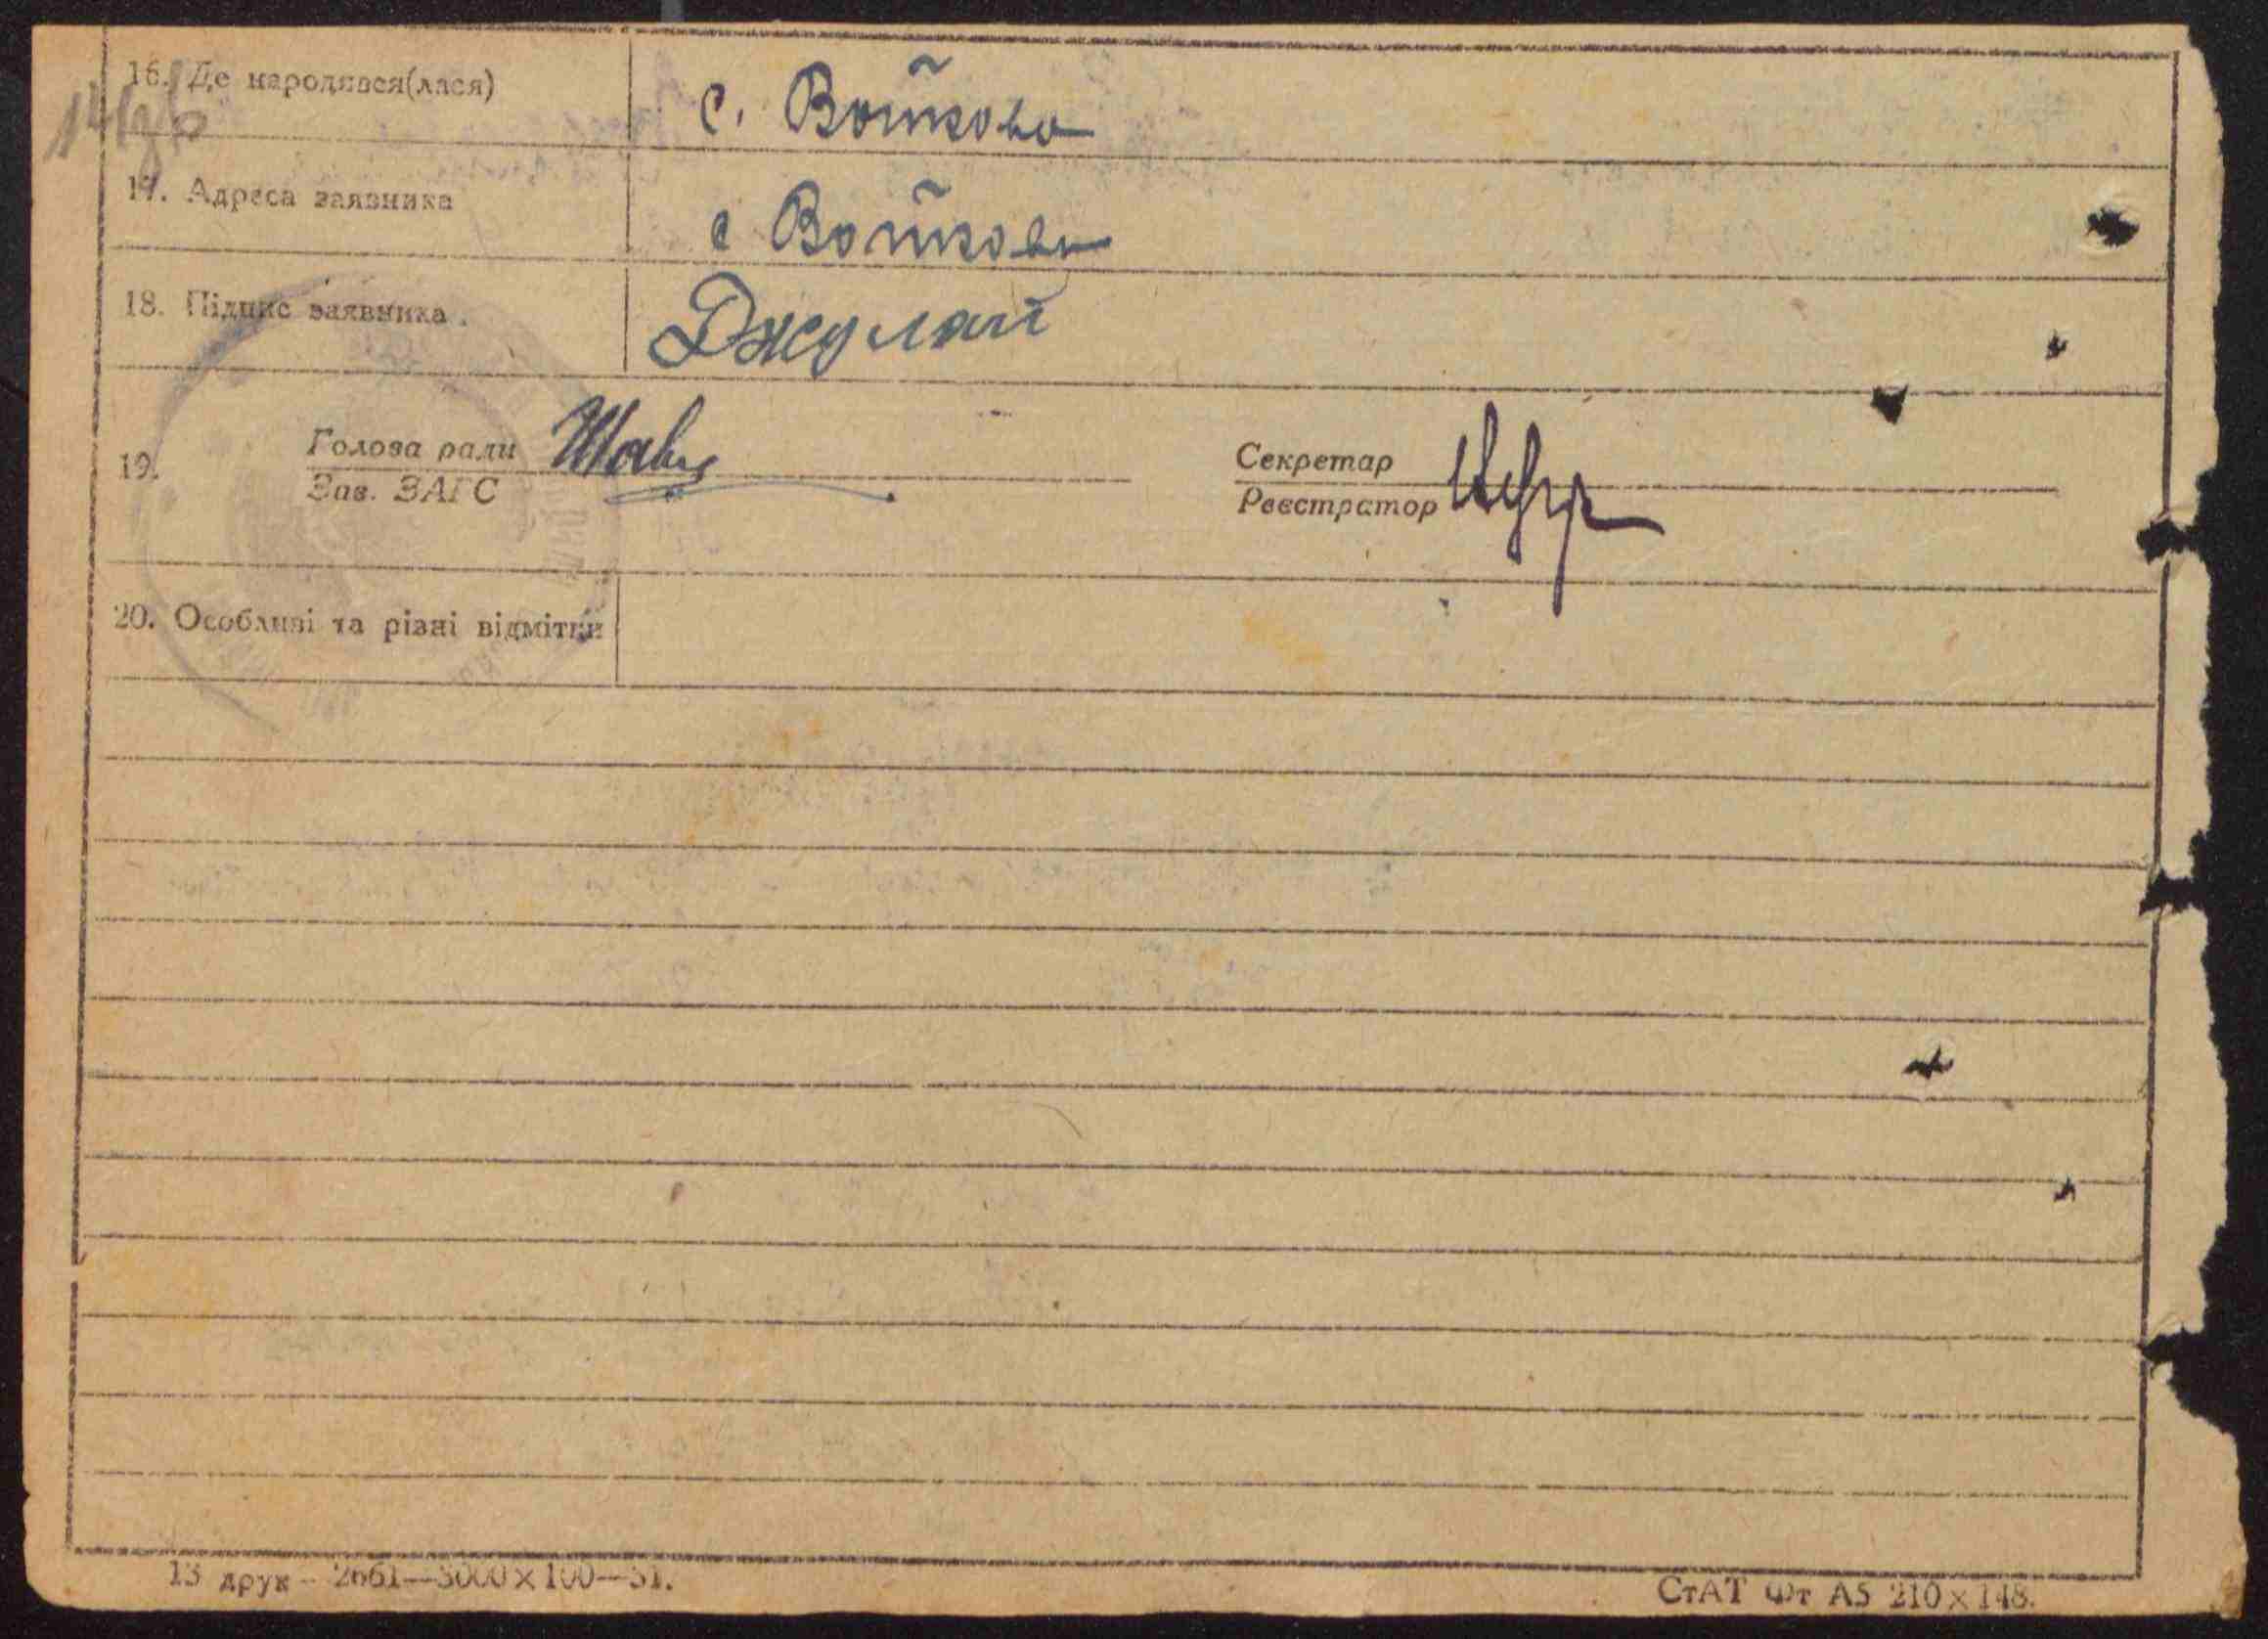 16. Де народився(лася) с. Войтово
17. Адреса заявника с Войтово
18. Підпис заявника. Джулай
19. Голова ради Секретар
Зав. ЗАГС Реєстратор
20. Особливі та різні відмітки
13 друк – 2661—3000×100—31.
СтАТ Фт А5 210×148.